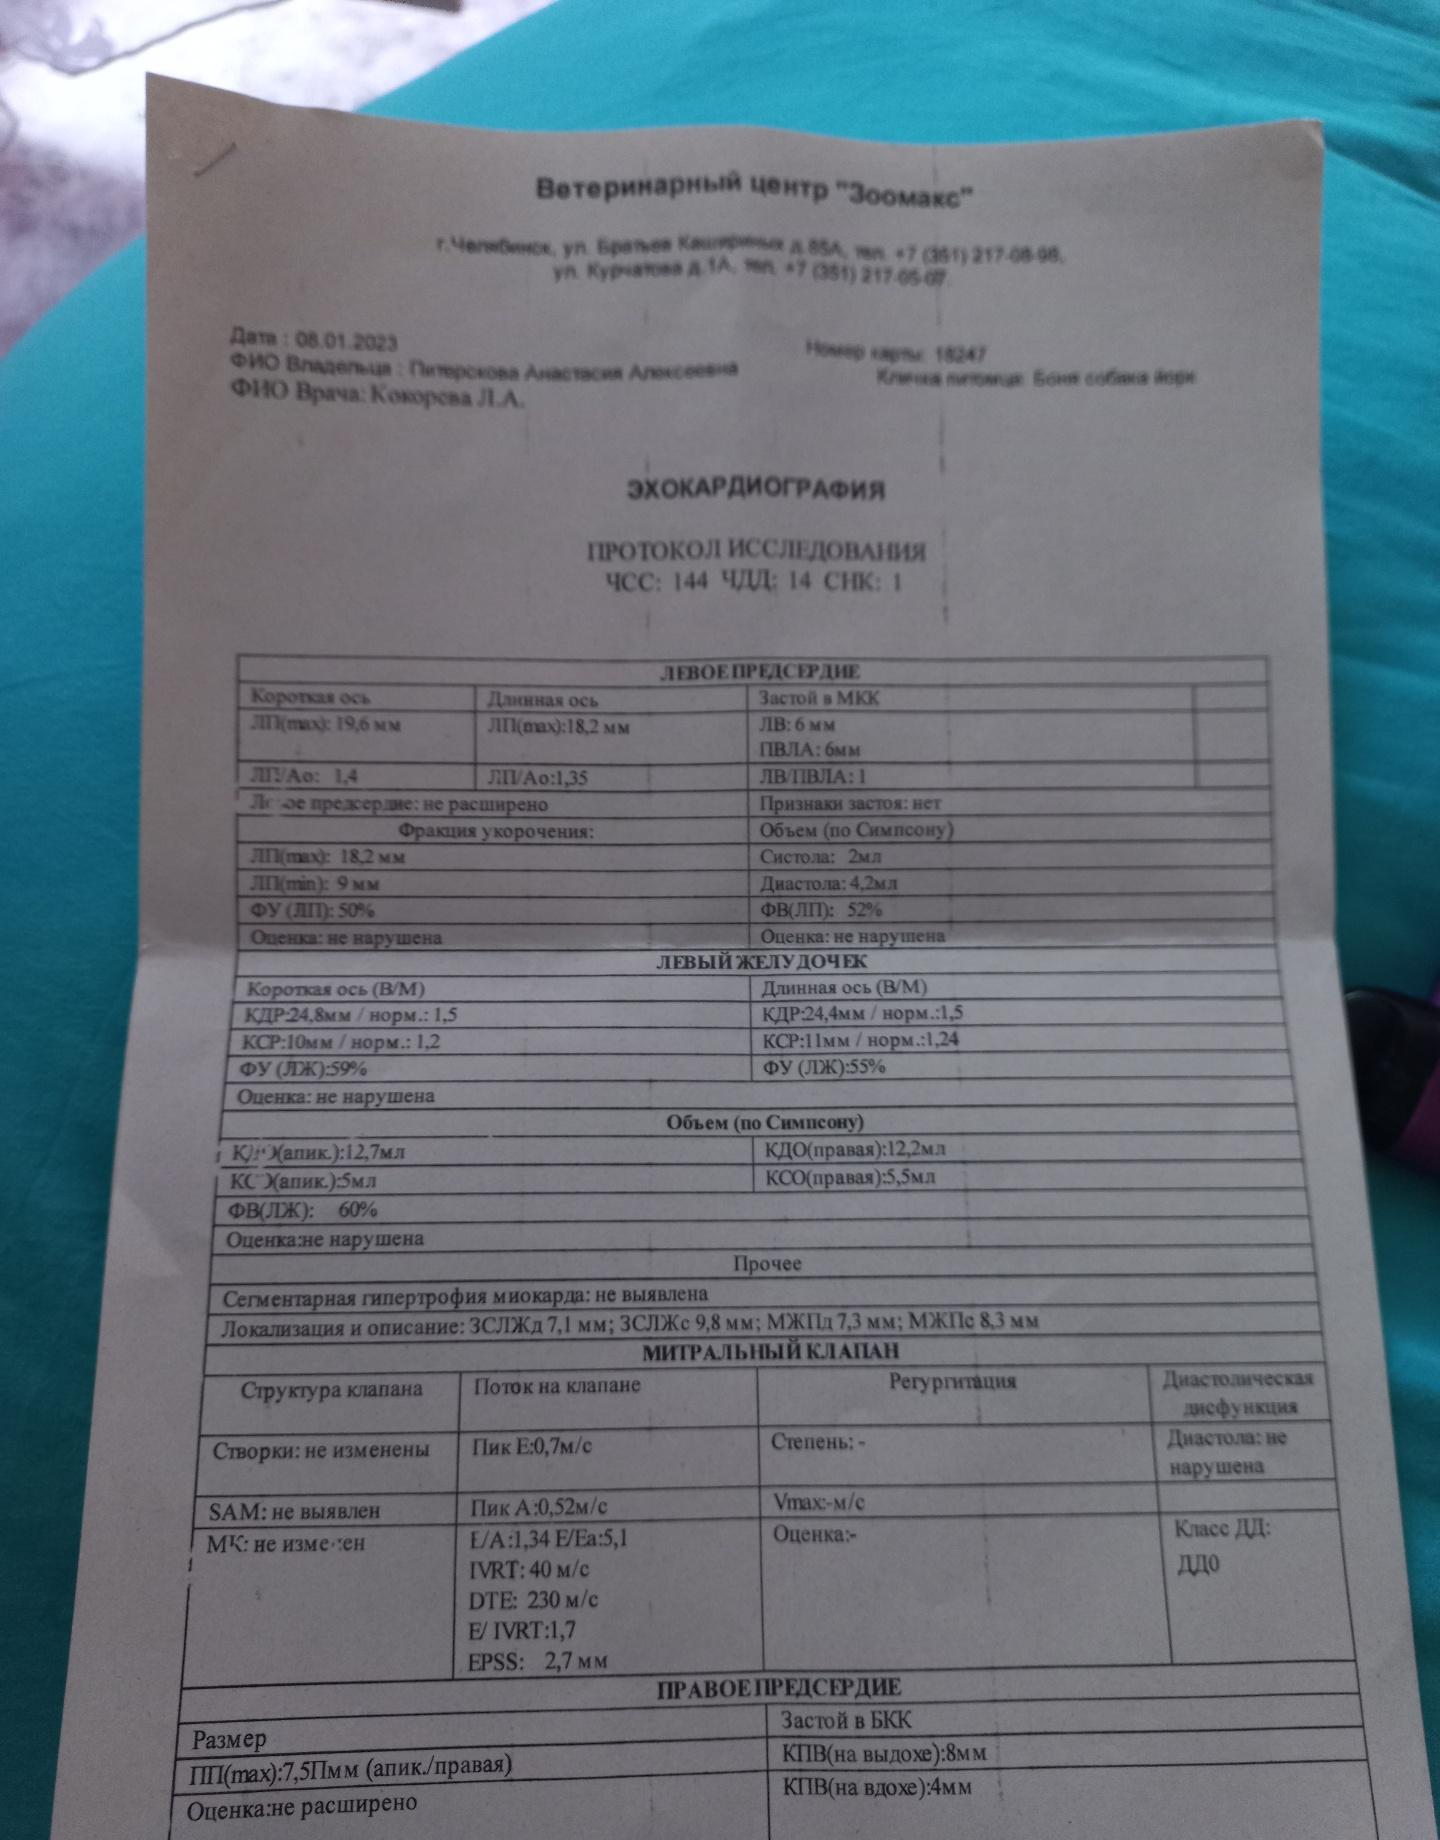 Ветеринарный центр "Зоомакс"
г.Челябинск, ул. Братьев Кашириных д.85А, тел. +7 (351) 217-08-98,
ул. Курчатова д.1А, тел. +7 (351) 217-05-07.
Дата : 08.01.2023
Номер карты: 18247
ФИО Владельца : Питерскова Анастасия Алексеевна
Кличка питомца: Боня собака йорк
ФИО Врача: Кокорева Л.А.
ЭХОКАРДИОГРАФИЯ
ПРОТОКОЛ ИССЛЕДОВАНИЯ
ЧСС: 144 ЧДД: 14 СНК: 1
ЛЕВОЕ ПРЕДСЕРДИЕ
Короткая ось Длинная ось Застой в МКК
ЛП(max): 19,6 мм ЛП(max):18,2 мм ЛВ: 6 мм
ПВЛА: 6мм
ЛП/Ао: 1,4 ЛП/Ао:1,35 ЛВ/ПВЛА: 1
Левое предсердие: не расширено Признаки застоя: нет
Фракция укорочения: Объем (по Симпсону)
ЛП(max): 18,2 мм Систола: 2мл
ЛП(min): 9 мм Диастола: 4,2мл
ФУ (ЛП): 50% ФВ(ЛП): 52%
Оценка: не нарушена Оценка: не нарушена
ЛЕВЫЙ ЖЕЛУДОЧЕК
Короткая ось (В/М) Длинная ось (В/М)
КДР:24,8мм / норм.: 1,5 КДР:24,4мм / норм.:1,5
КСР:10мм / норм.: 1,2 КСР:11мм / норм.:1,24
ФУ (ЛЖ):59% ФУ (ЛЖ):55%
Оценка: не нарушена
Объем (по Симпсону)
КДО(апик.):12,7мл КДО(правая):12,2мл
КСО(апик.):5мл КСО(правая):5,5мл
ФВ(ЛЖ): 60%
Оценка:не нарушена
Прочее
Сегментарная гипертрофия миокарда: не выявлена
Локализация и описание: ЗСЛЖд 7,1 мм; ЗСЛЖс 9,8 мм; МЖПд 7,3 мм; МЖПс 8,3 мм
МИТРАЛЬНЫЙ КЛАПАН
Структура клапана Поток на клапане Регургитация Диастолическая
дисфункция
Створки: не изменены Пик Е:0,7м/с Степень: - Диастола: не
нарушена
SAM: не выявлен Пик А:0,52м/с Vmax:-м/с
МК: не изменен Е/А:1,34 Е/Еа:5,1 Оценка:- Класс ДД:
IVRT: 40 м/с ДД0
DTE: 230 м/с
Е/ IVRT:1,7
EPSS: 2,7 мм
ПРАВОЕ ПРЕДСЕРДИЕ
Размер Застой в БКК
ПП(max):7,5Пмм (апик./правая) КПВ(на выдохе):8мм
Оценка:не расширено КПВ(на вдохе):4мм